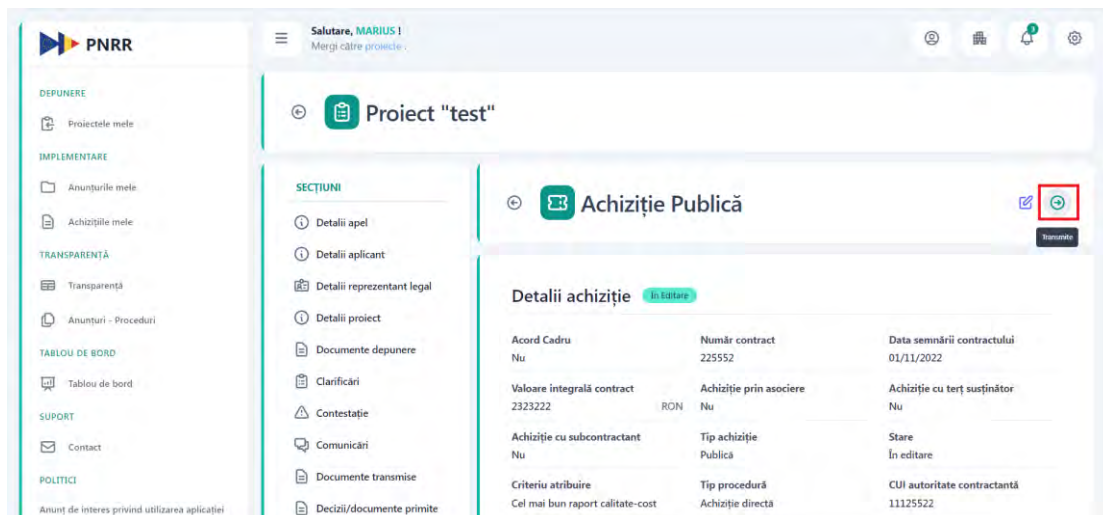 PNRR
Salutare, MARIUS !
Mergi către proiecte .
3
DEPUNERE
Proiectele mele
IMPLEMENTARE
Anunțurile mele
Achizițiile mele
TRANSPARENȚĂ
Transparență
Anunțuri - Proceduri
TABLOU DE BORD
Tablou de bord
SUPORT
Contact
POLITICI
Anunț de interes privind utilizarea aplicației
Proiect "test"
SECȚIUNI
Detalii apel
Detalii aplicant
Detalii reprezentant legal
Detalii proiect
Documente depunere
Clarificări
Contestație
Comunicări
Documente transmise
Decizii/documente primite
Achiziție Publică
Transmite
Detalii achiziție În Editare
Acord Cadru Număr contract Data semnării contractului
Nu 225552 01/11/2022
Valoare integrală contract Achiziție prin asociere Achiziție cu terț susținător
2323222 RON Nu Nu
Achiziție cu subcontractant Tip achiziție Stare
Nu Publică În editare
Criteriu atribuire Tip procedură CUI autoritate contractantă
Cel mai bun raport calitate-cost Achiziție directă 11125522